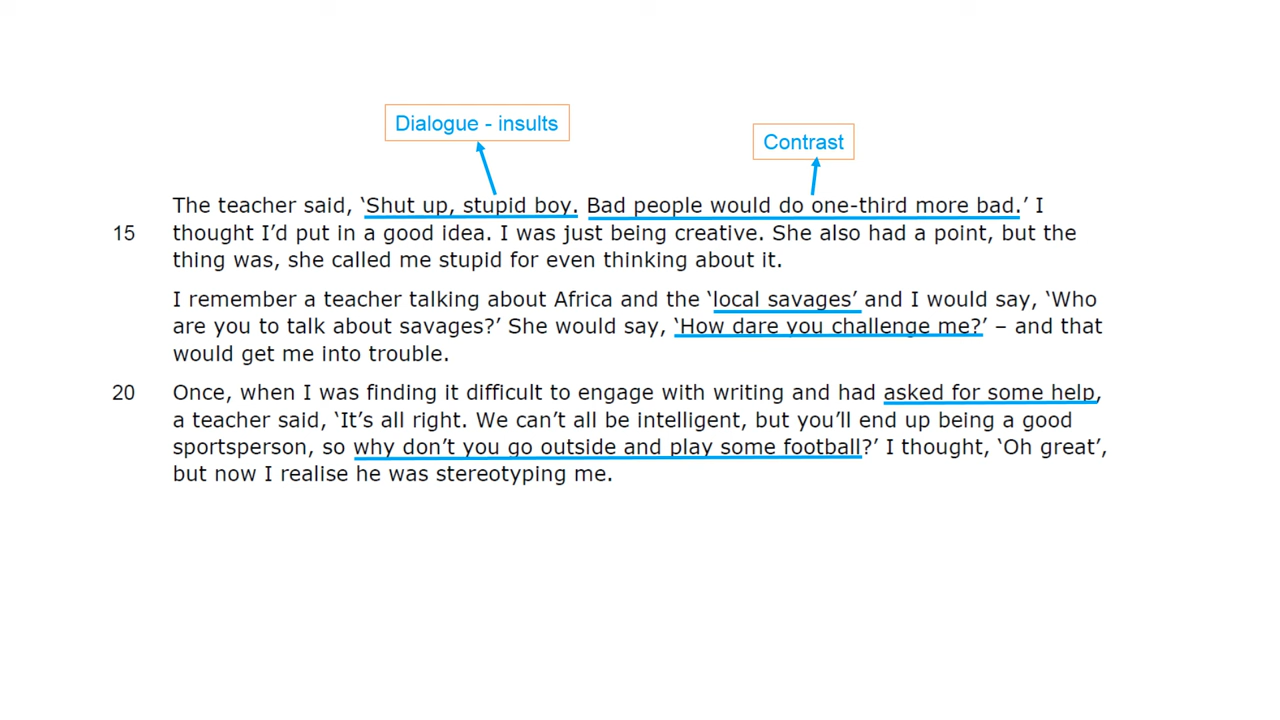 Dialogue - insults
Contrast
The teacher said, ‘Shut up, stupid boy. Bad people would do one-third more bad.’ I
15 thought I’d put in a good idea. I was just being creative. She also had a point, but the
thing was, she called me stupid for even thinking about it.
I remember a teacher talking about Africa and the ‘local savages’ and I would say, ‘Who
are you to talk about savages?’ She would say, ‘How dare you challenge me?’ – and that
would get me into trouble.
20 Once, when I was finding it difficult to engage with writing and had asked for some help,
a teacher said, ‘It’s all right. We can’t all be intelligent, but you’ll end up being a good
sportsperson, so why don’t you go outside and play some football?’ I thought, ‘Oh great’,
but now I realise he was stereotyping me.